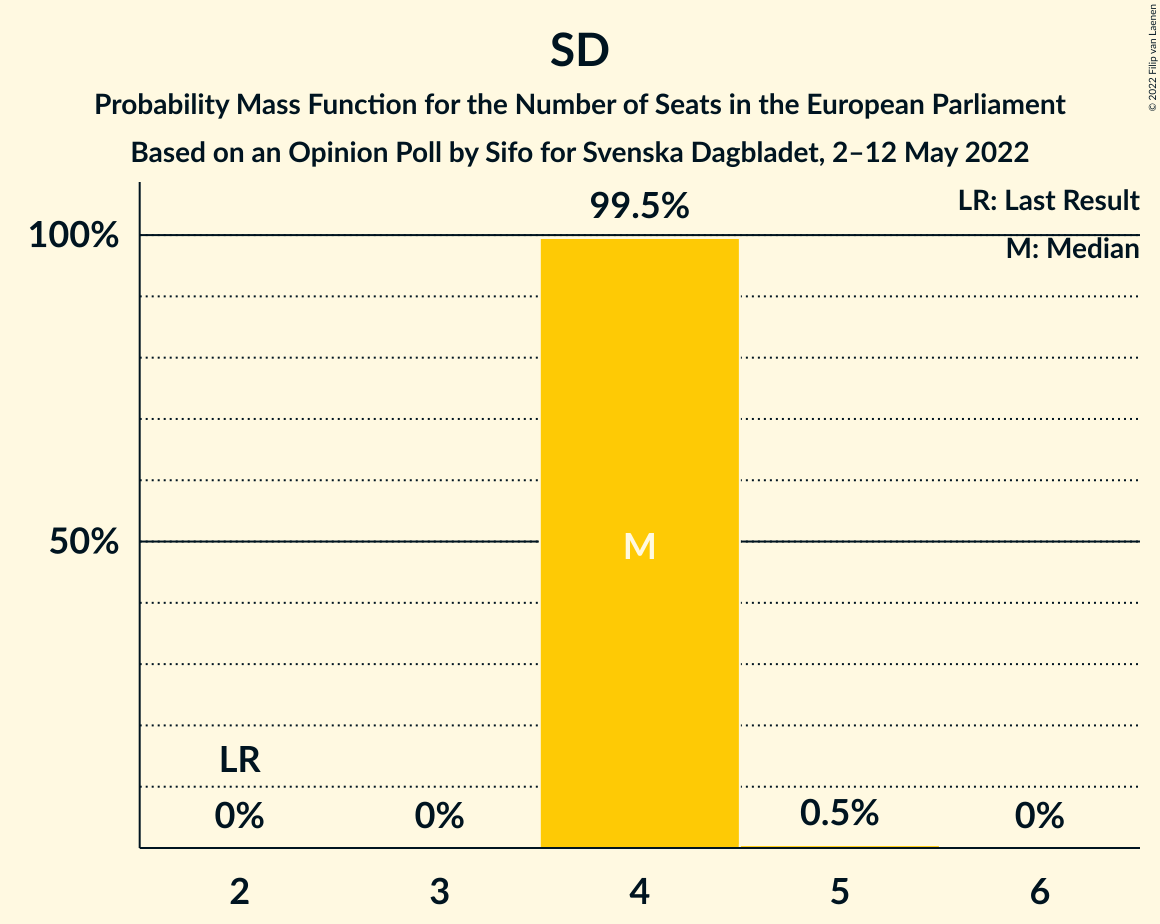 SD
Probability Mass Function for the Number of Seats in the European Parliament
Based on an Opinion Poll by Sifo for Svenska Dagbladet, 2–12 May 2022
© 2022 Filip van Laenen
LR: Last Result
M: Median
99.5%
100%
50%
M
LR
0%
0%
0.5%
0%
2
3
4
5
6